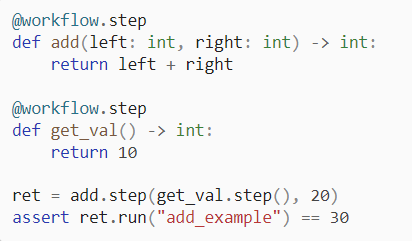 @workflow.step
def add(left: int, right: int) -> int:
    return left + right

@workflow.step
def get_val() -> int:
    return 10

ret = add.step(get_val.step(), 20)
assert ret.run("add_example") == 30